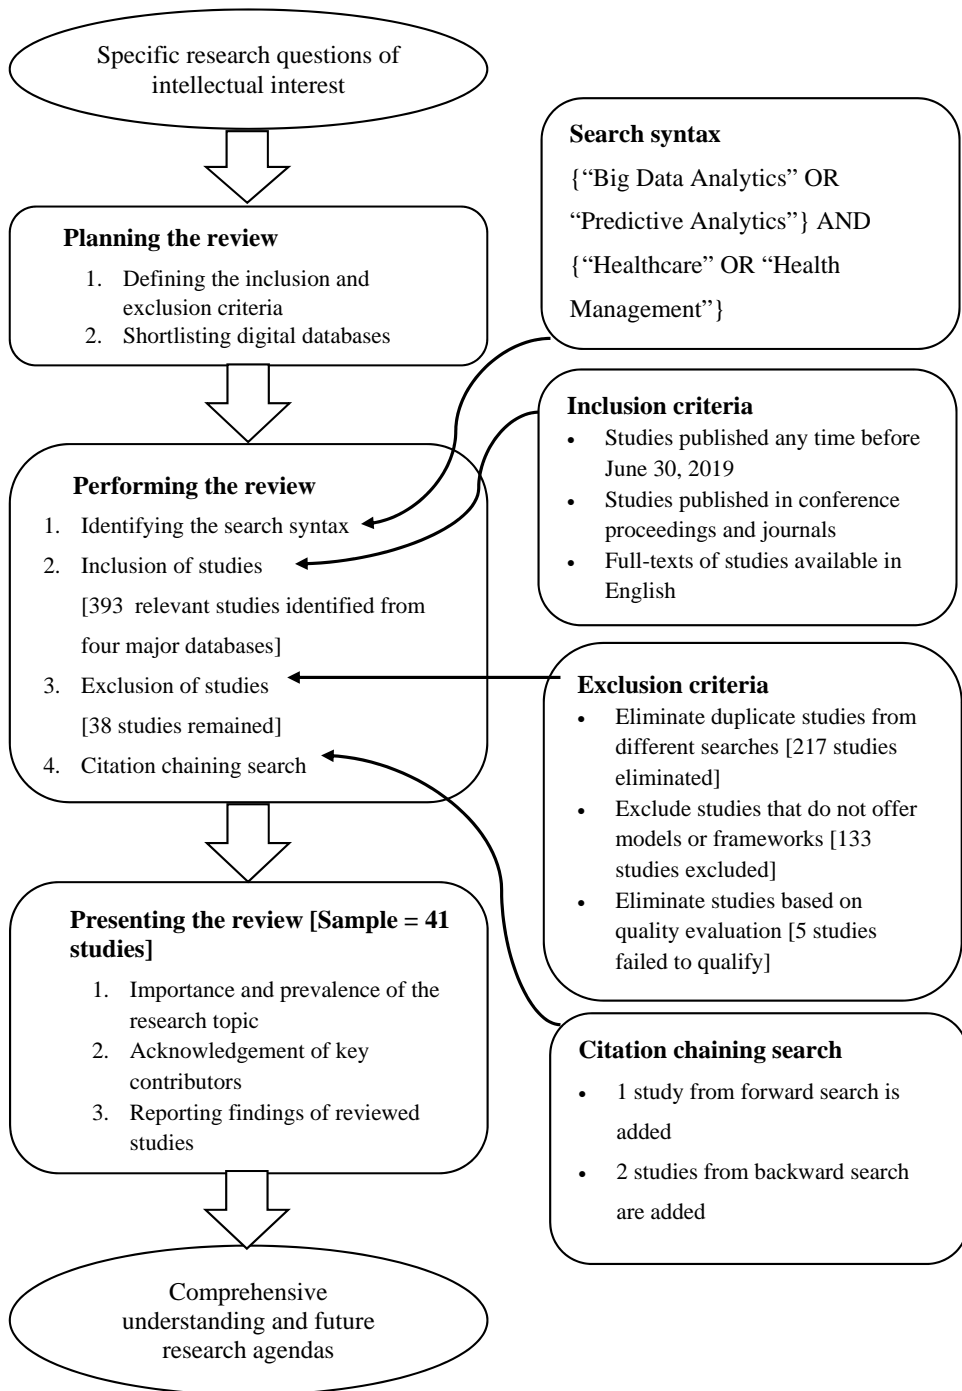 Specific research questions of
intellectual interest
Planning the review
1. Defining the inclusion and
exclusion criteria
2. Shortlisting digital databases
Performing the review
1. Identifying the search syntax
2. Inclusion of studies
[393 relevant studies identified from
four major databases]
3. Exclusion of studies
[38 studies remained]
4. Citation chaining search
Presenting the review [Sample = 41
studies]
1. Importance and prevalence of the
research topic
2. Acknowledgement of key
contributors
3. Reporting findings of reviewed
studies
Comprehensive
understanding and future
research agendas
Search syntax
{“Big Data Analytics” OR
“Predictive Analytics”} AND
{“Healthcare” OR “Health
Management”}
Inclusion criteria
• Studies published any time before
June 30, 2019
• Studies published in conference
proceedings and journals
• Full-texts of studies available in
English
Exclusion criteria
• Eliminate duplicate studies from
different searches [217 studies
eliminated]
• Exclude studies that do not offer
models or frameworks [133
studies excluded]
• Eliminate studies based on
quality evaluation [5 studies
failed to qualify]
Citation chaining search
• 1 study from forward search is
added
• 2 studies from backward search
are added